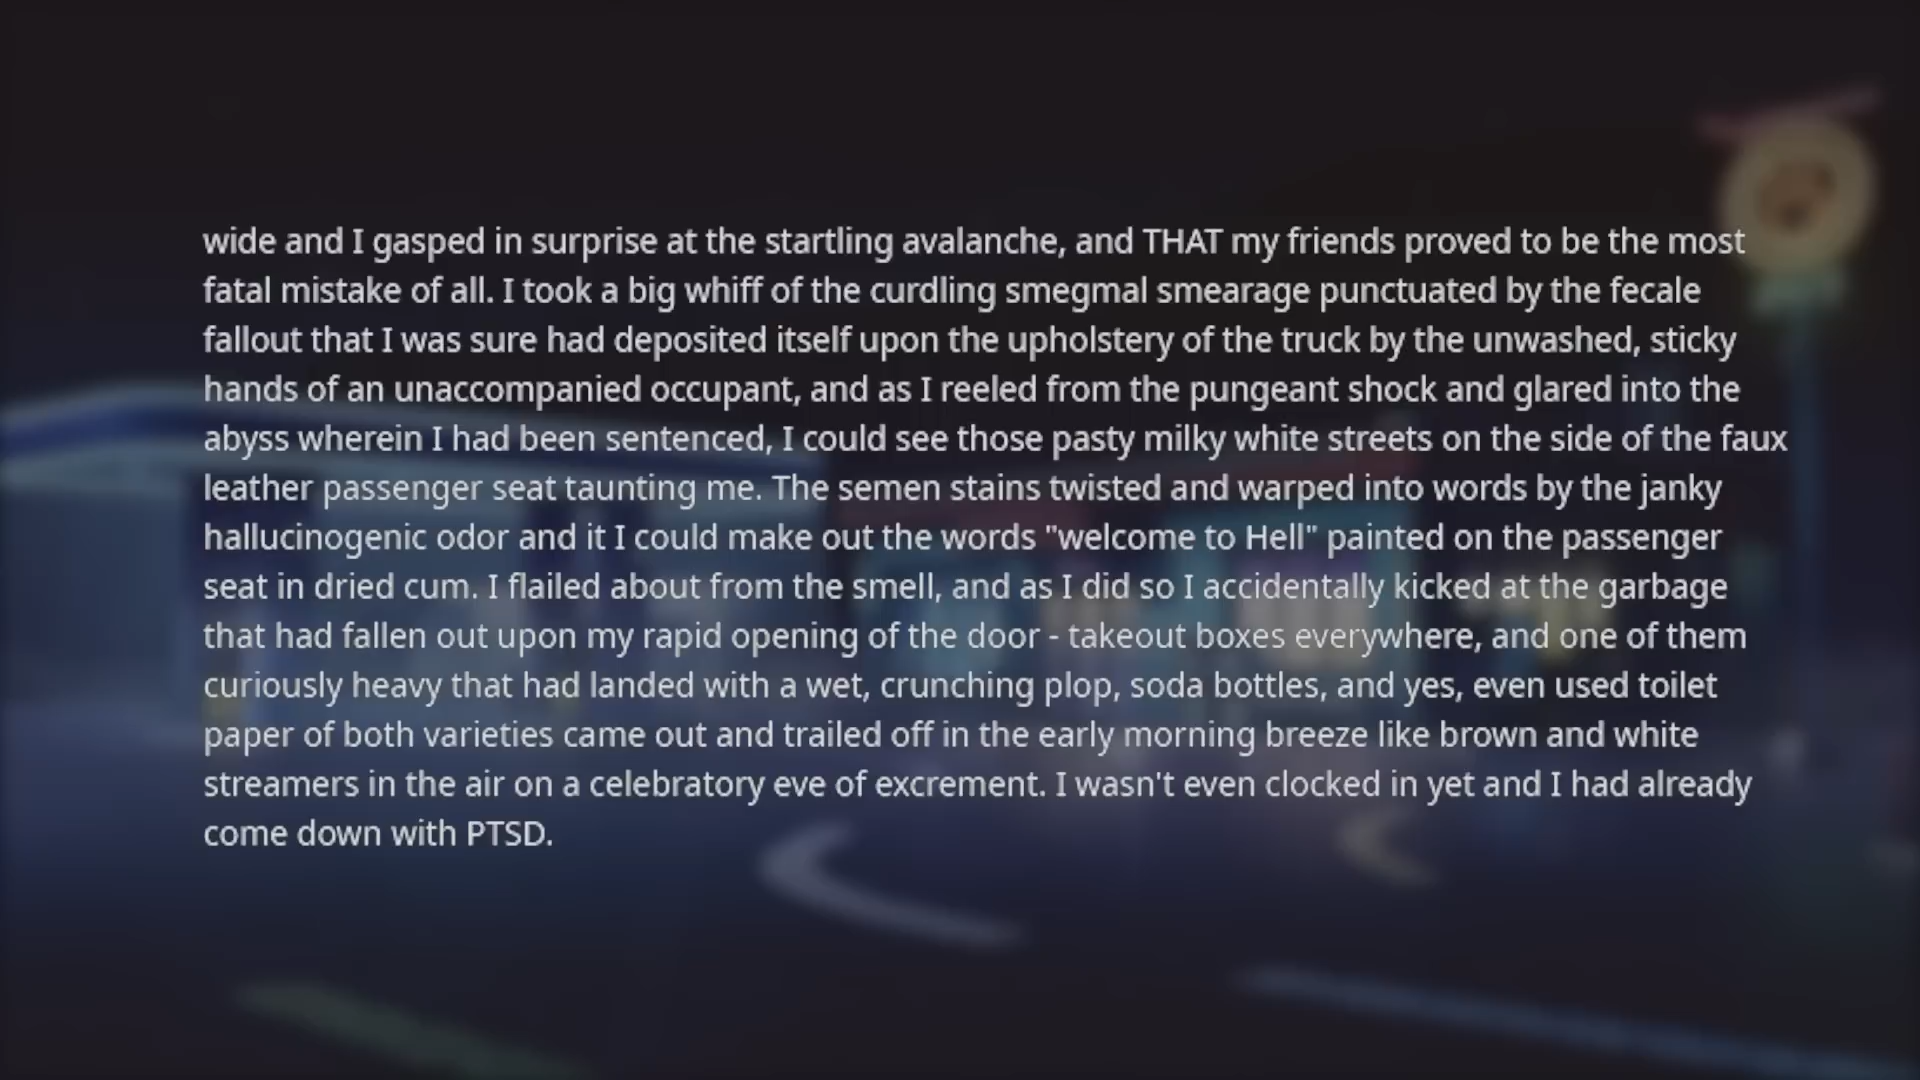 wide and I gasped in surprise at the startling avalanche, and THAT my friends proved to be the most
fatal mistake of all. I took a big whiff of the curdling smegmal smearage punctuated by the fecale
fallout that I was sure had deposited itself upon the upholstery of the truck by the unwashed, sticky
hands of an unaccompanied occupant, and as I reeled from the pungeant shock and glared into the
abyss wherein I had been sentenced, I could see those pasty milky white streets on the side of the faux
leather passenger seat taunting me. The semen stains twisted and warped into words by the janky
hallucinogenic odor and it I could make out the words "welcome to Hell" painted on the passenger
seat in dried cum. I flailed about from the smell, and as I did so I accidentally kicked at the garbage
that had fallen out upon my rapid opening of the door - takeout boxes everywhere, and one of them
curiously heavy that had landed with a wet, crunching plop, soda bottles, and yes, even used toilet
paper of both varieties came out and trailed off in the early morning breeze like brown and white
streamers in the air on a celebratory eve of excrement. I wasn't even clocked in yet and I had already
come down with PTSD.